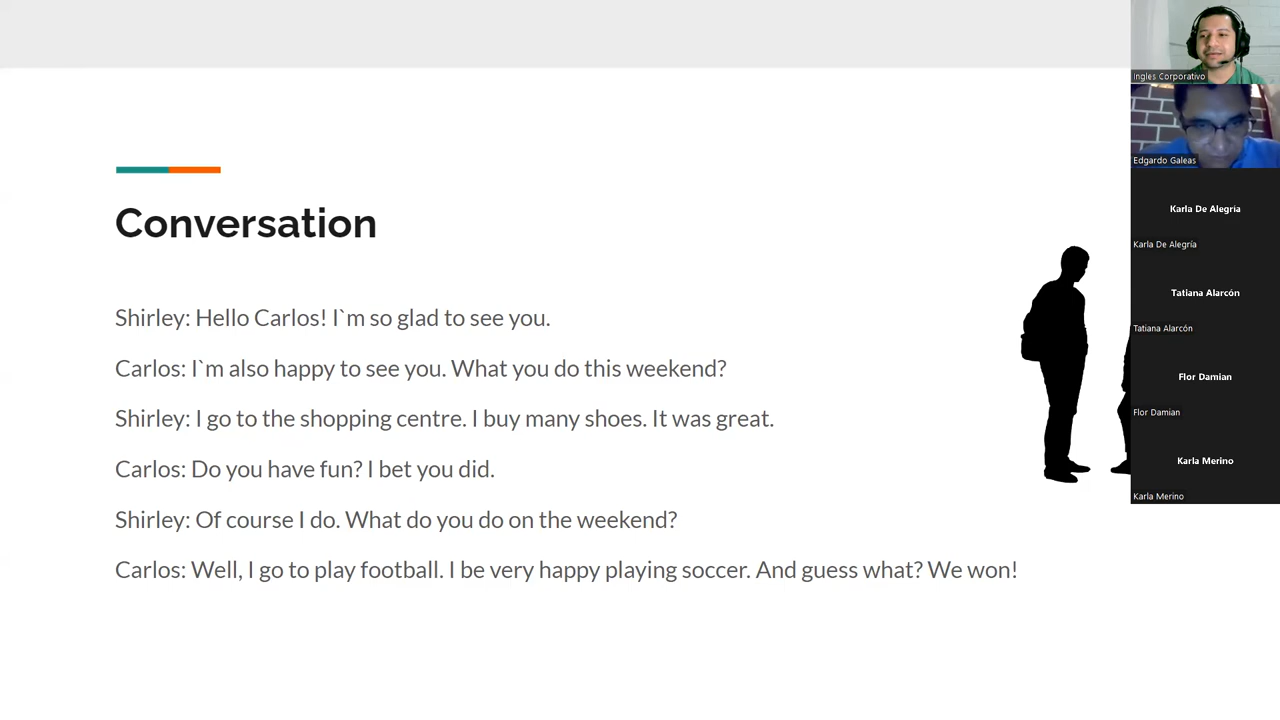 Conversation
Shirley: Hello Carlos! I`m so glad to see you.
Carlos: I`m also happy to see you. What you do this weekend?
Shirley: I go to the shopping centre. I buy many shoes. It was great.
Carlos: Do you have fun? I bet you did.
Shirley: Of course I do. What do you do on the weekend?
Carlos: Well, I go to play football. I be very happy playing soccer. And guess what? We won!
Ingles Corporativo
Edgardo Galeas
Karla De Alegría
Karla De Alegría
Tatiana Alarcón
Tatiana Alarcón
Flor Damian
Flor Damian
Karla Merino
Karla Merino